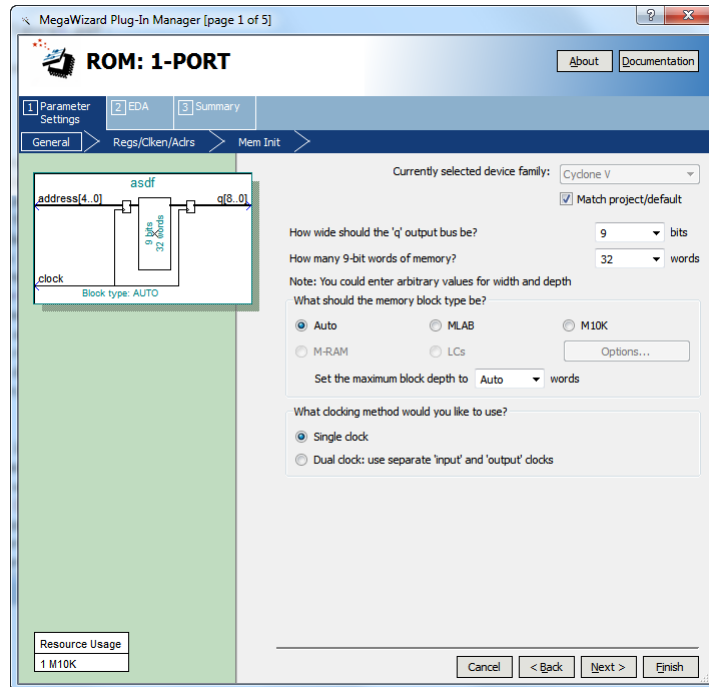 MegaWizard Plug-In Manager [page 1 of 5]
ROM: 1-PORT
About
Documentation
1 Parameter Settings
2 EDA
3 Summary
General
Regs/Clken/Aclrs
Mem Init
asdf
address[4..0]
q[8..0]
9 bits
32 words
clock
Block type: AUTO
Currently selected device family:
Cyclone V
Match project/default
How wide should the 'q' output bus be?
9
bits
How many 9-bit words of memory?
32
words
Note: You could enter arbitrary values for width and depth
What should the memory block type be?
Auto
MLAB
M10K
M-RAM
LCs
Options...
Set the maximum block depth to
Auto
words
What clocking method would you like to use?
Single clock
Dual clock: use separate 'input' and 'output' clocks
Resource Usage
1 M10K
Cancel
< Back
Next >
Finish